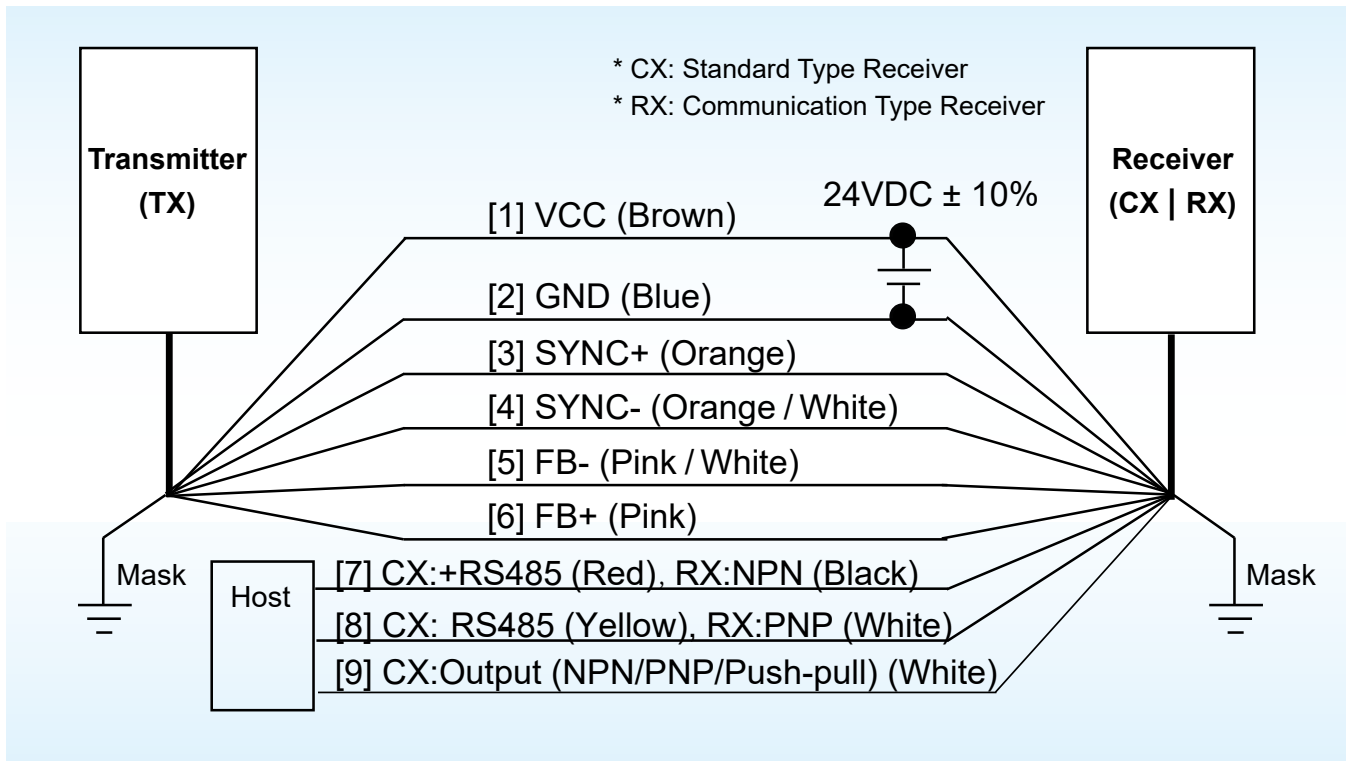 * CX: Standard Type Receiver
* RX: Communication Type Receiver
Transmitter
(TX)
Receiver
(CX | RX)
24VDC ± 10%
[1] VCC (Brown)
[2] GND (Blue)
[3] SYNC+ (Orange)
[4] SYNC- (Orange / White)
[5] FB- (Pink / White)
[6] FB+ (Pink)
Mask
Host
[7] CX:+RS485 (Red), RX:NPN (Black)
Mask
[8] CX: RS485 (Yellow), RX:PNP (White)
[9] CX:Output (NPN/PNP/Push-pull) (White)